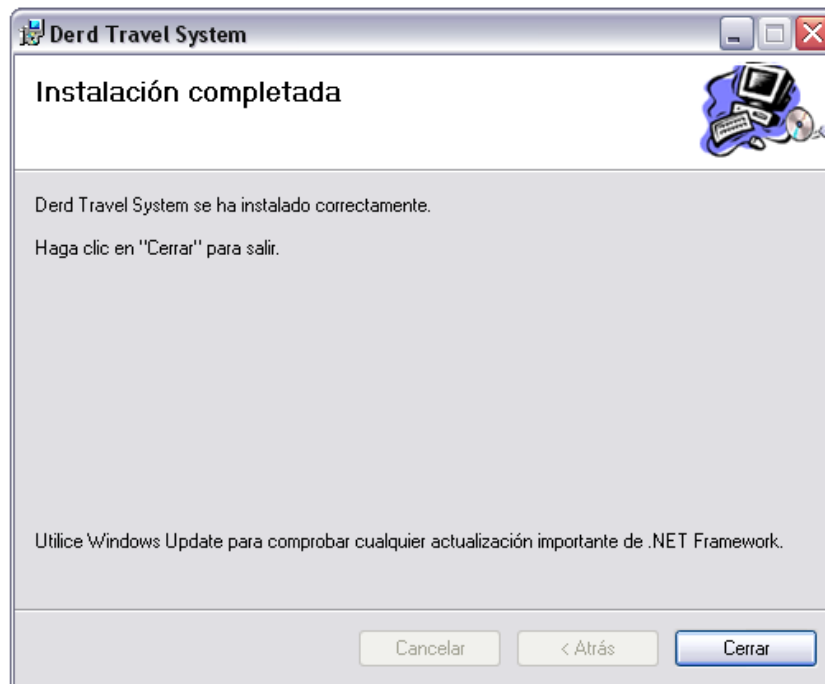 Derd Travel System
Instalación completada
Derd Travel System se ha instalado correctamente.
Haga clic en "Cerrar" para salir.
Utilice Windows Update para comprobar cualquier actualización importante de .NET Framework.
Cancelar
< Atrás
Cerrar